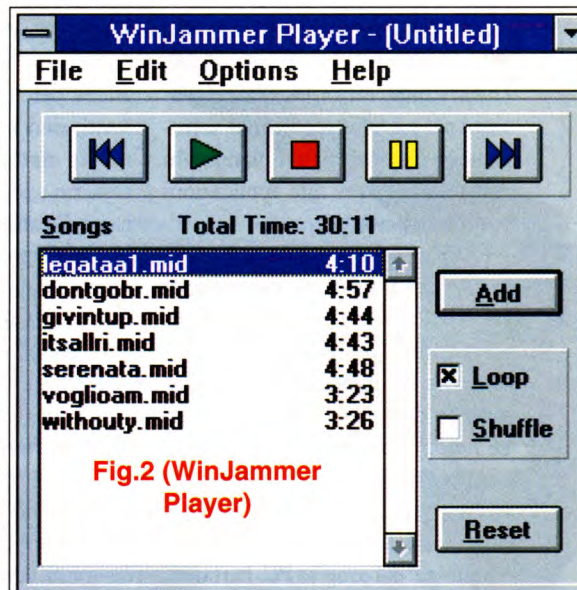 WinJammer Player - (Untitled)
File Edit Options Help
Songs Total Time: 30:11
legataa1.mid 4:10
dontgobr.mid 4:57
givintup.mid 4:44
itsallri.mid 4:43
serenata.mid 4:48
voglioam.mid 3:23
withouty.mid 3:26
Add
Loop
Shuffle
Reset
Fig.2 (WinJammer
Player)